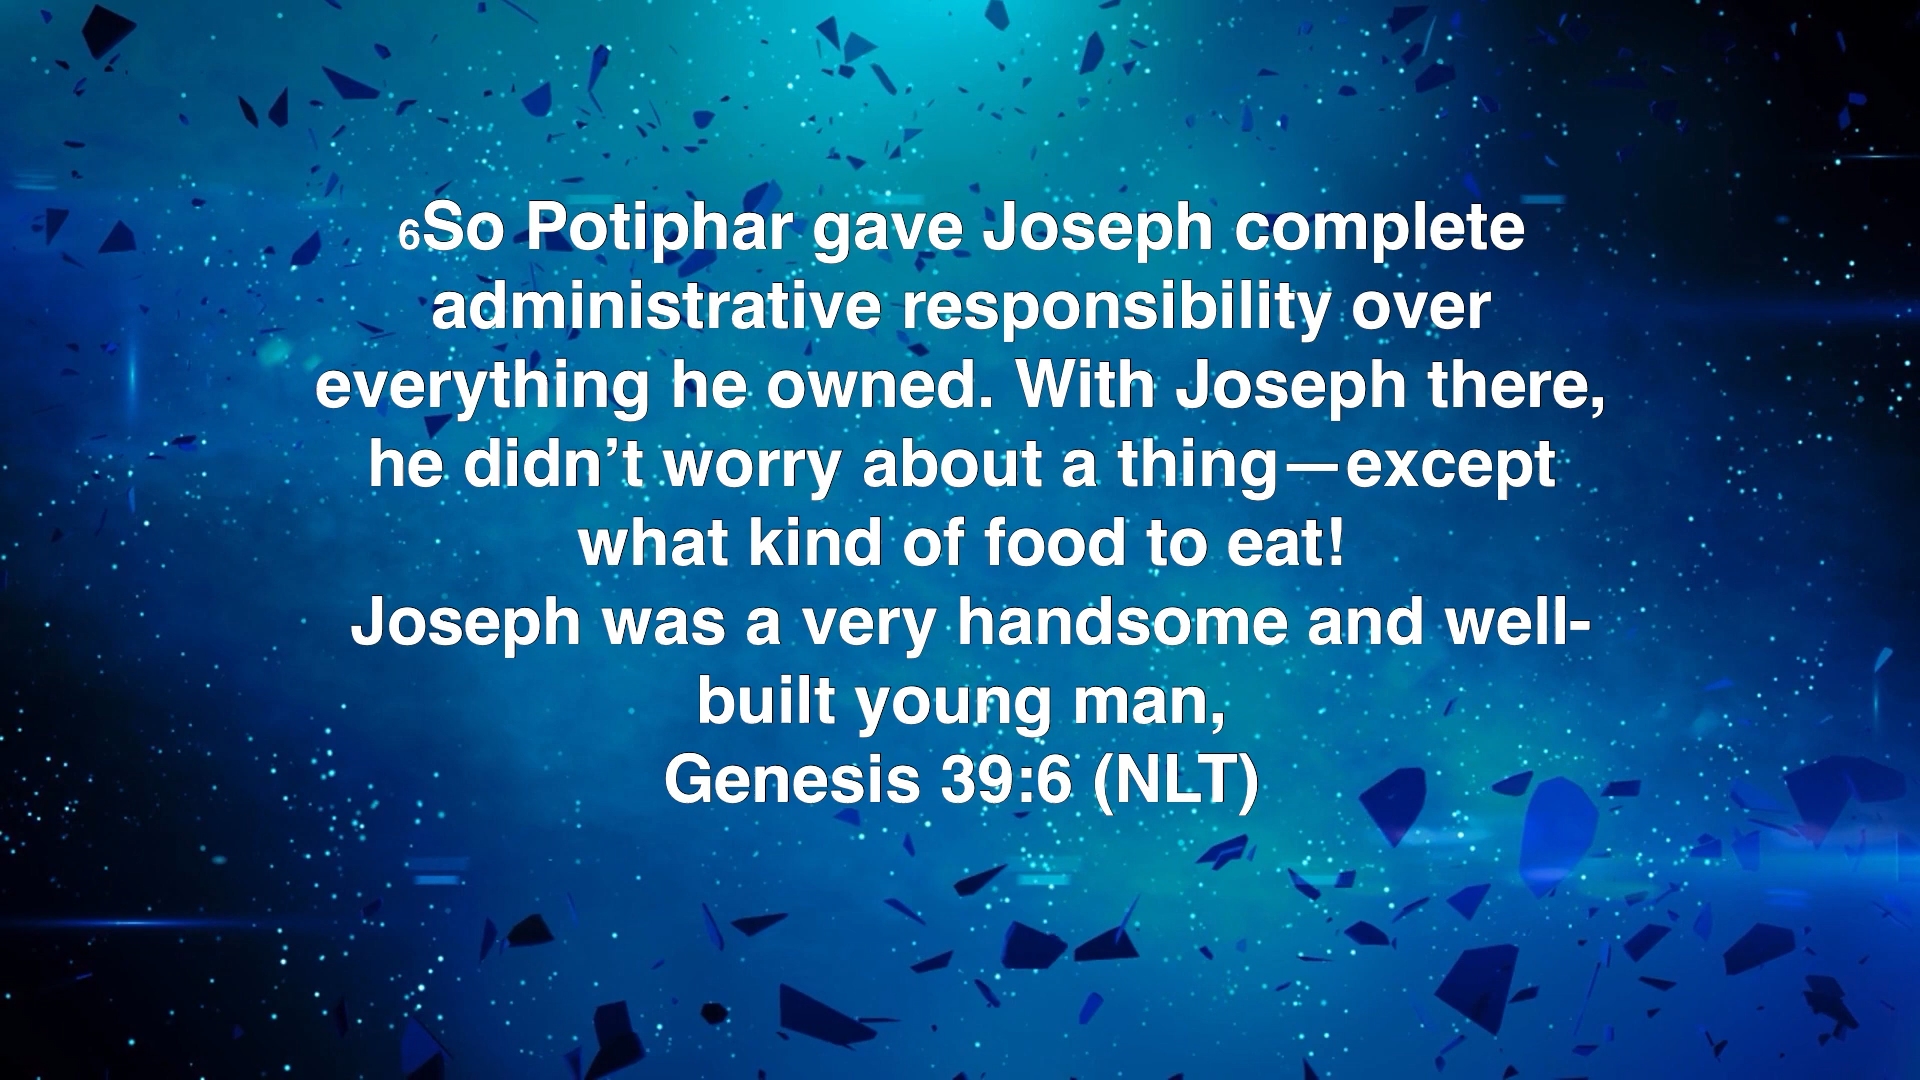 6So Potiphar gave Joseph complete
administrative responsibility over
everything he owned. With Joseph there,
he didn’t worry about a thing—except
what kind of food to eat!
Joseph was a very handsome and well-
built young man,
Genesis 39:6 (NLT)